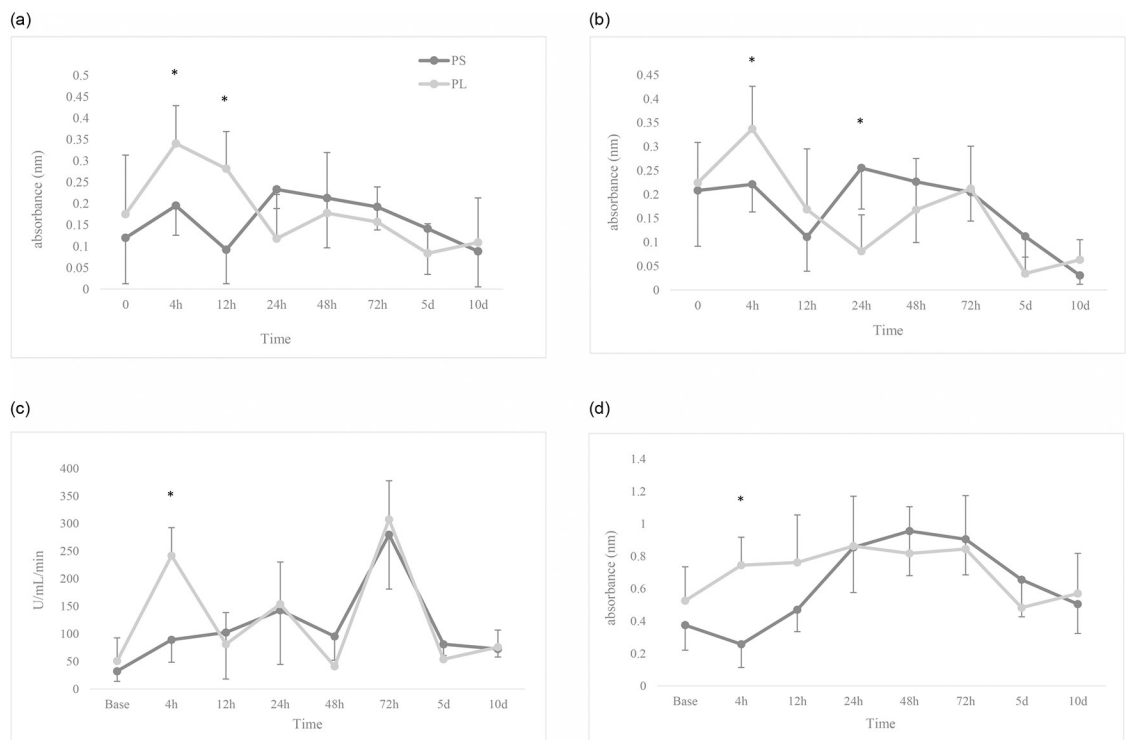 (a)
PS
PL
* *
0.5
0.45
0.4
0.35
0.3
0.25
0.2
0.15
0.1
0.05
0
absorbance (nm)
0 4h 12h 24h 48h 72h 5d 10d
Time
(b)
* *
0.45
0.4
0.35
0.3
0.25
0.2
0.15
0.1
0.05
0
absorbance (nm)
0 4h 12h 24h 48h 72h 5d 10d
Time
(c)
*
400
350
300
250
200
150
100
50
0
U/mL/min
Base 4h 12h 24h 48h 72h 5d 10d
Time
(d)
*
1.4
1.2
1
0.8
0.6
0.4
0.2
0
absorbance (nm)
Base 4h 12h 24h 48h 72h 5d 10d
Time